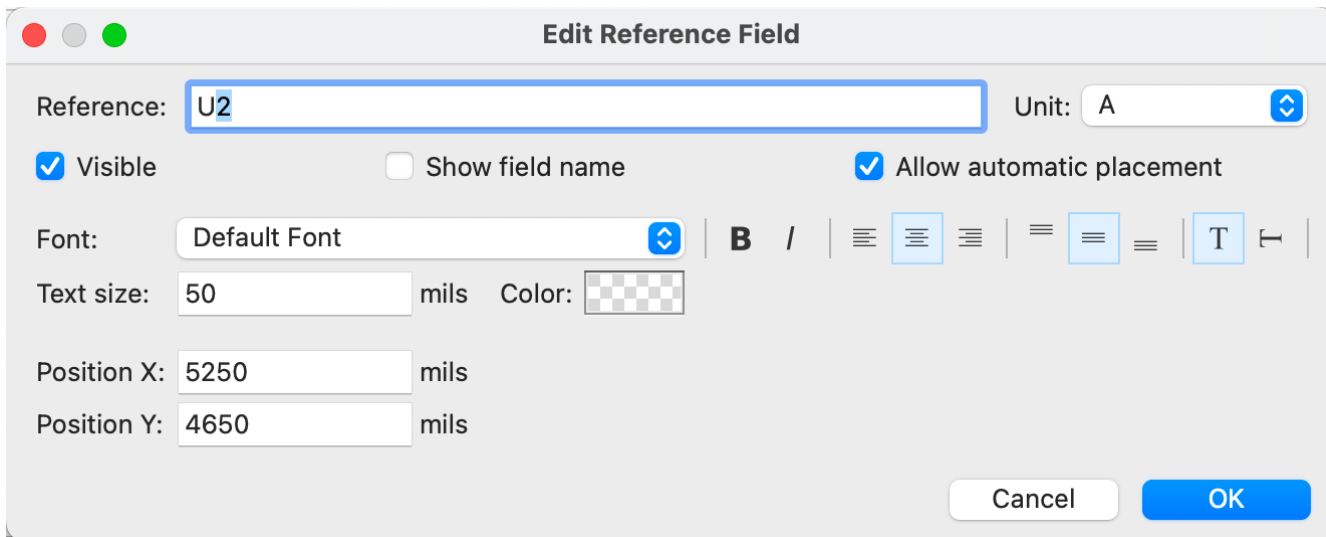 Edit Reference Field
Reference: U2 Unit: A
Visible Show field name Allow automatic placement
Font: Default Font B I T T
Text size: 50 mils Color:
Position X: 5250 mils
Position Y: 4650 mils
Cancel OK